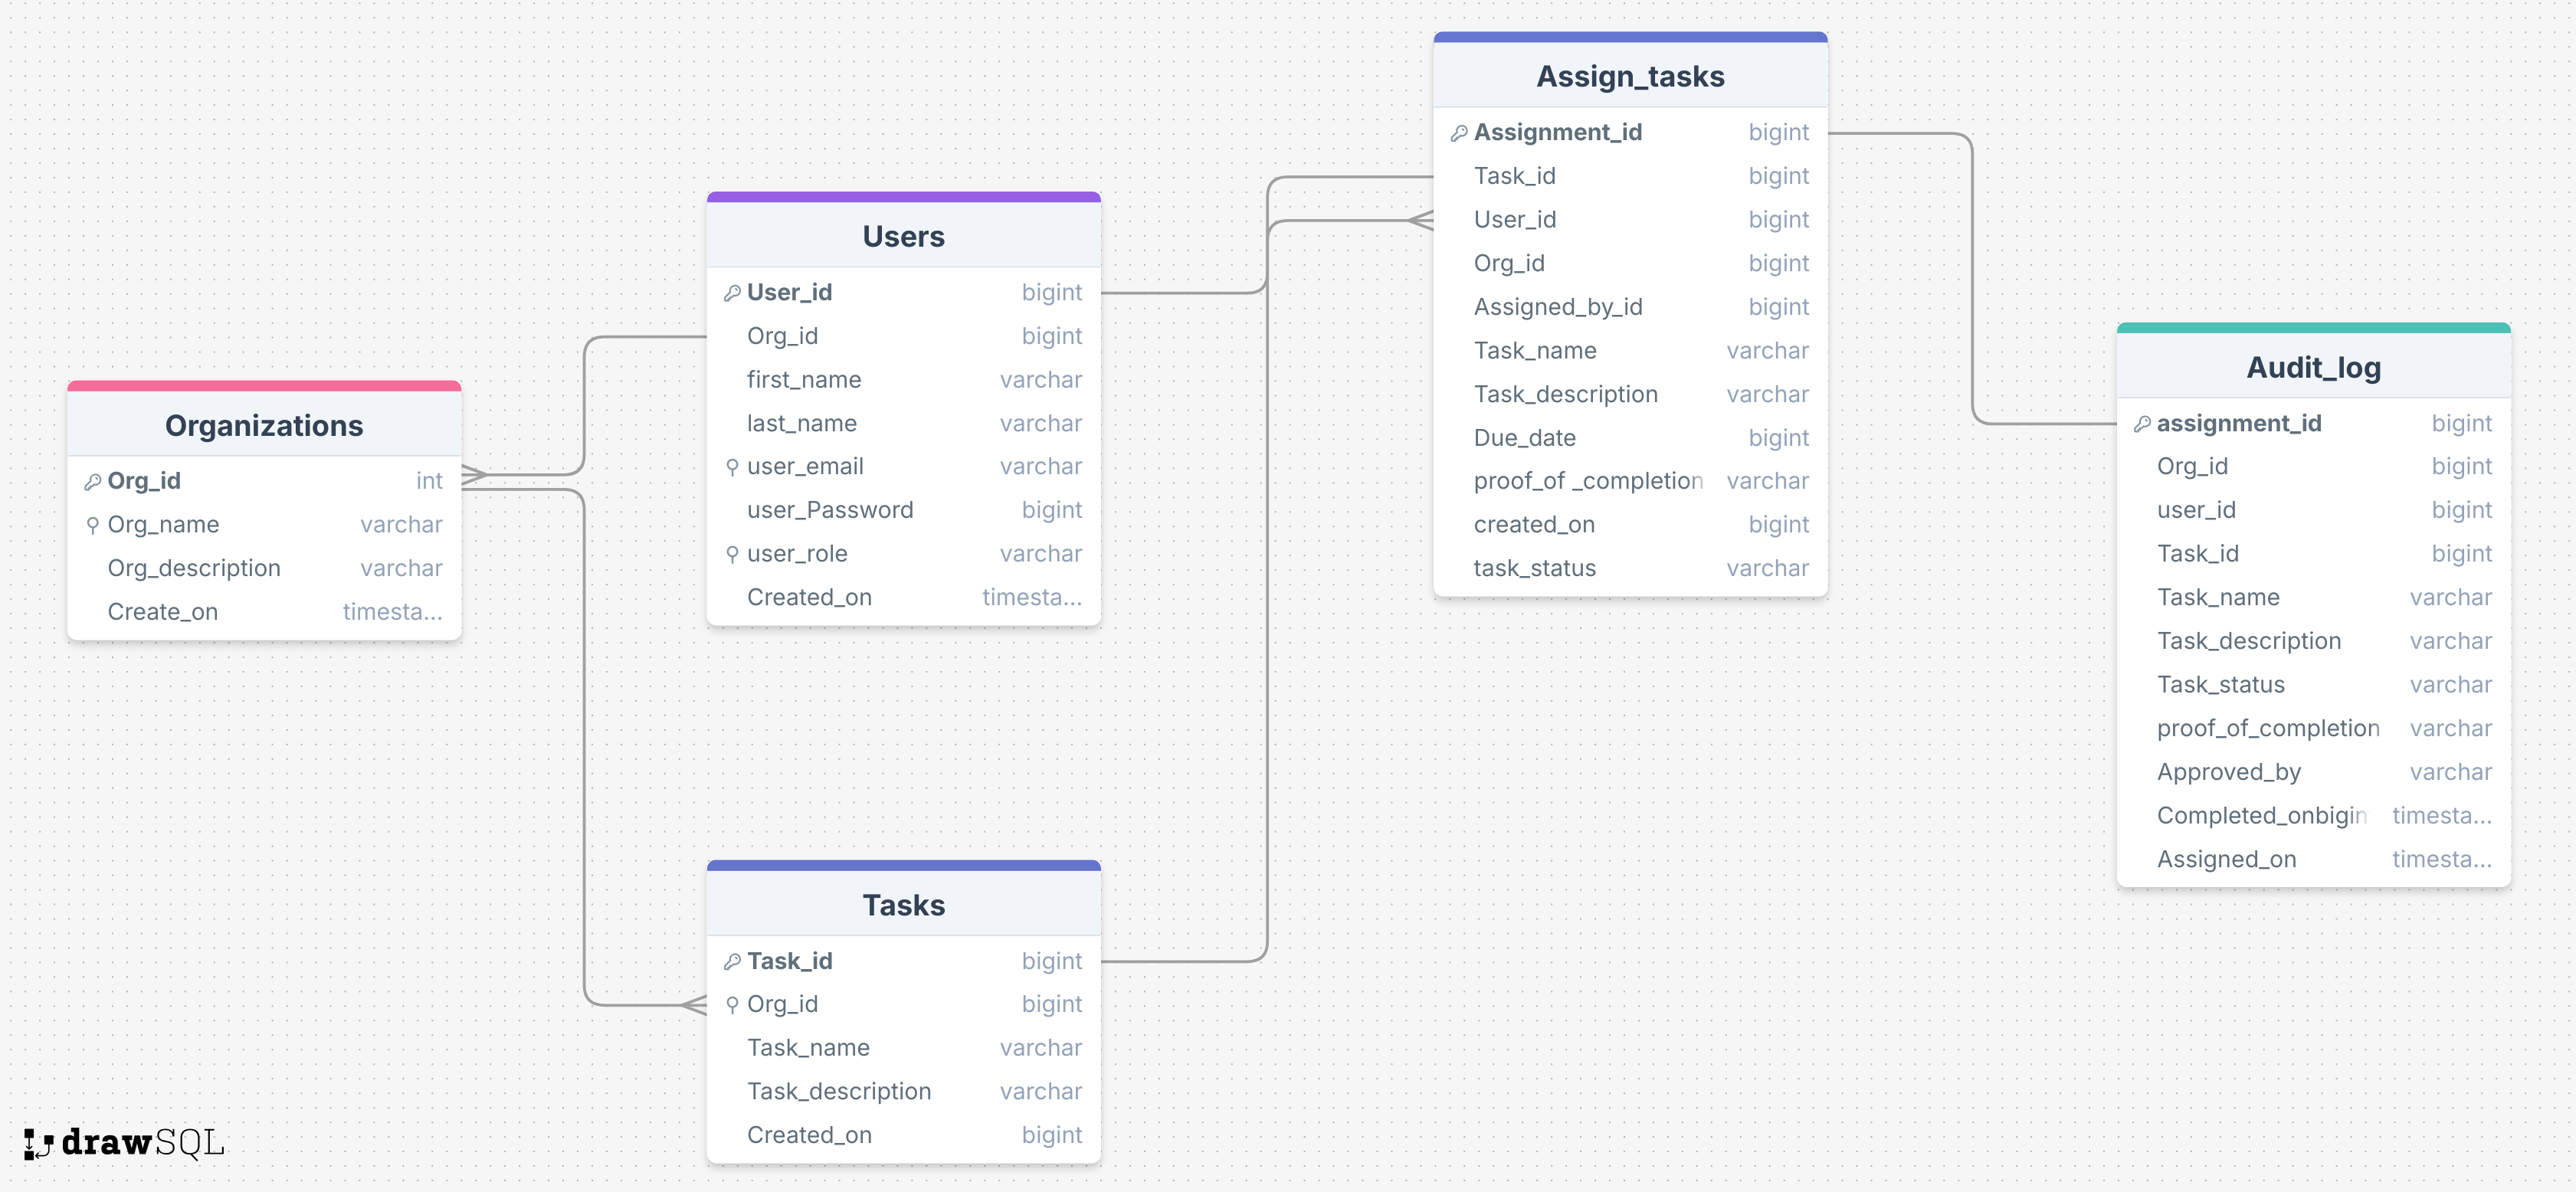 Organizations
Org_id int
Org_name varchar
Org_description varchar
Create_on timesta...
Users
User_id bigint
Org_id bigint
first_name varchar
last_name varchar
user_email varchar
user_Password bigint
user_role varchar
Created_on timesta...
Tasks
Task_id bigint
Org_id bigint
Task_name varchar
Task_description varchar
Created_on bigint
Assign_tasks
Assignment_id bigint
Task_id bigint
User_id bigint
Org_id bigint
Assigned_by_id bigint
Task_name varchar
Task_description varchar
Due_date bigint
proof_of _completion varchar
created_on bigint
task_status varchar
Audit_log
assignment_id bigint
Org_id bigint
user_id bigint
Task_id bigint
Task_name varchar
Task_description varchar
Task_status varchar
proof_of_completion varchar
Approved_by varchar
Completed_onbigin timesta...
Assigned_on timesta...
drawSQL